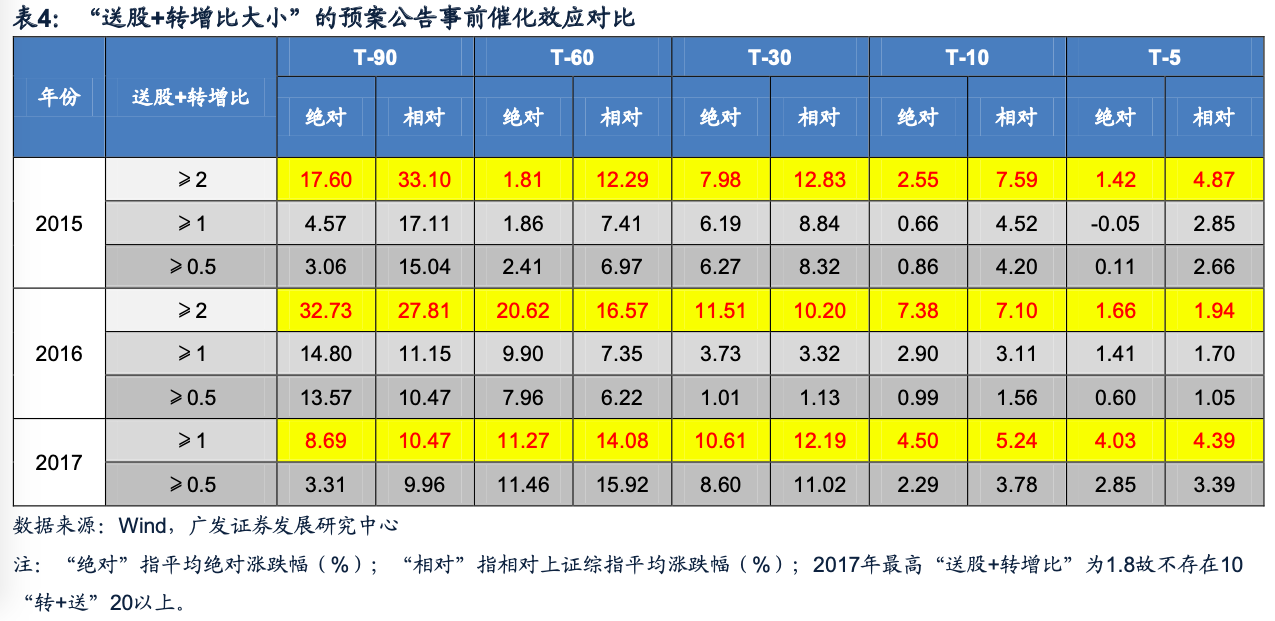 表4：“送股+转增比大小”的预案公告事前催化效应对比
年份 送股+转增比 T-90 T-60 T-30 T-10 T-5
绝对 相对 绝对 相对 绝对 相对 绝对 相对 绝对 相对
2015 ⩾2 17.60 33.10 1.81 12.29 7.98 12.83 2.55 7.59 1.42 4.87
⩾1 4.57 17.11 1.86 7.41 6.19 8.84 0.66 4.52 -0.05 2.85
⩾0.5 3.06 15.04 2.41 6.97 6.27 8.32 0.86 4.20 0.11 2.66
2016 ⩾2 32.73 27.81 20.62 16.57 11.51 10.20 7.38 7.10 1.66 1.94
⩾1 14.80 11.15 9.90 7.35 3.73 3.32 2.90 3.11 1.41 1.70
⩾0.5 13.57 10.47 7.96 6.22 1.01 1.13 0.99 1.56 0.60 1.05
2017 ⩾1 8.69 10.47 11.27 14.08 10.61 12.19 4.50 5.24 4.03 4.39
⩾0.5 3.31 9.96 11.46 15.92 8.60 11.02 2.29 3.78 2.85 3.39
数据来源：Wind，广发证券发展研究中心
注：“绝对”指平均绝对涨跌幅（%）；“相对”指相对上证综指平均涨跌幅（%）；2017年最高“送股+转增比”为1.8故不存在10
“转+送”20以上。